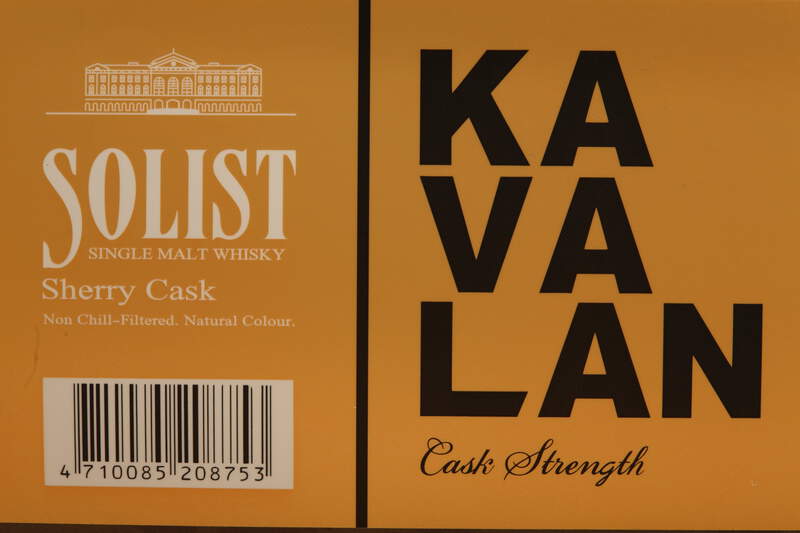 SOLIST
SINGLE MALT WHISKY
Sherry Cask
Non Chill-Filtered. Natural Colour.
4 710085 208753
KA
VA
LAN
Cask Strength